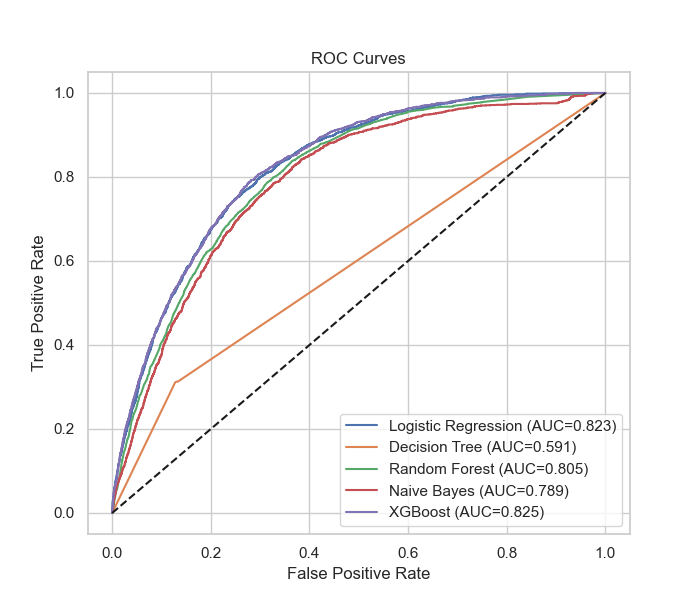 ROC Curves
True Positive Rate
1.0
0.8
0.6
0.4
0.2
0.0
Logistic Regression (AUC=0.823)
Decision Tree (AUC=0.591)
Random Forest (AUC=0.805)
Naive Bayes (AUC=0.789)
XGBoost (AUC=0.825)
0.0 0.2 0.4 0.6 0.8 1.0
False Positive Rate